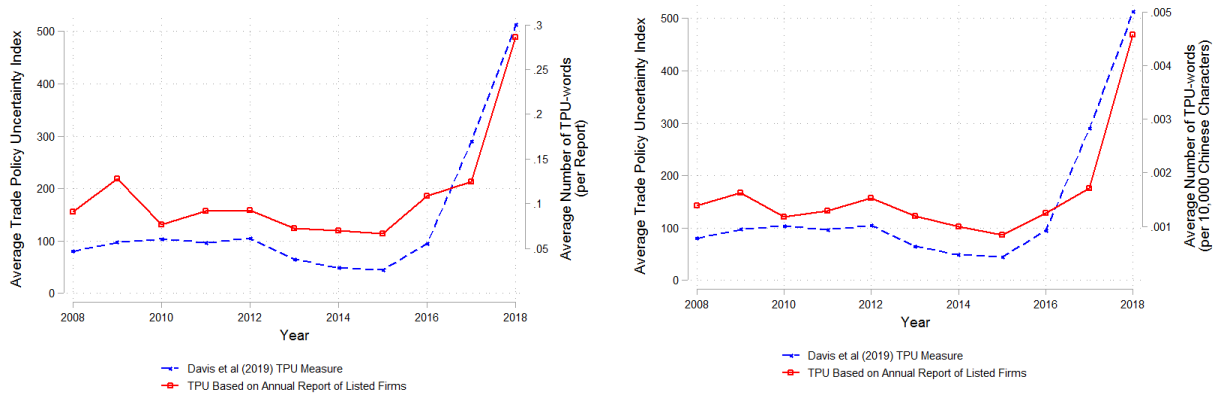 Average Trade Policy Uncertainty Index
500
400
300
200
100
0
.3
.25
.2
.15
.1
.05
Average Number of TPU-words
(per Report)
2008
2010
2012
2014
2016
2018
Year
Davis et al (2019) TPU Measure
TPU Based on Annual Report of Listed Firms
Average Trade Policy Uncertainty Index
500
400
300
200
100
0
.005
.004
.003
.002
.001
Average Number of TPU-words
(per 10,000 Chinese Characters)
2008
2010
2012
2014
2016
2018
Year
Davis et al (2019) TPU Measure
TPU Based on Annual Report of Listed Firms